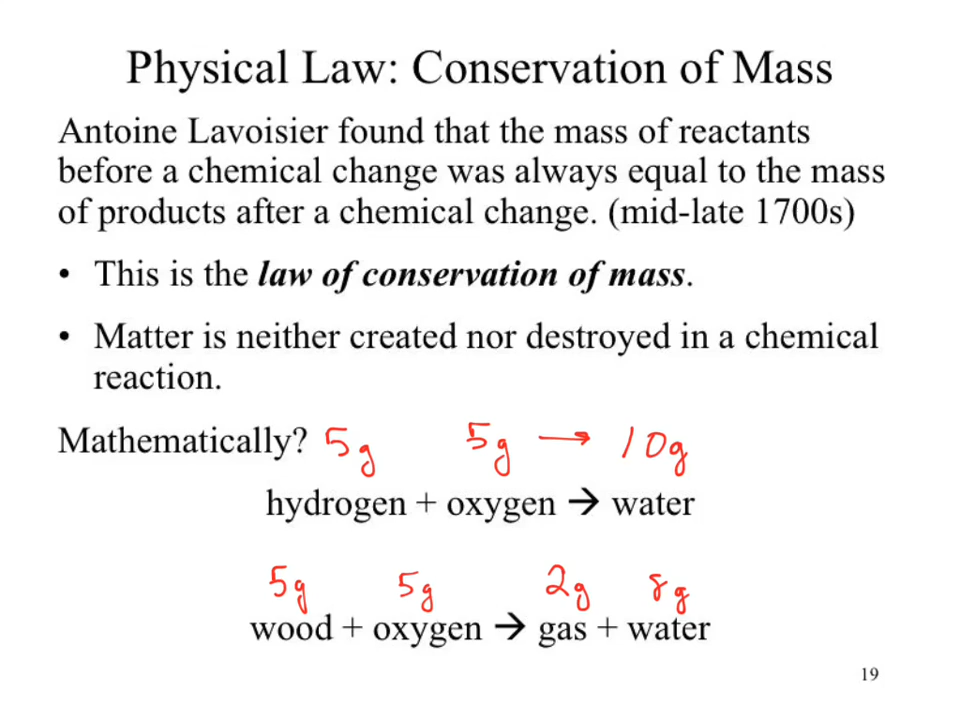 Physical Law: Conservation of Mass
Antoine Lavoisier found that the mass of reactants
before a chemical change was always equal to the mass
of products after a chemical change. (mid-late 1700s)
• This is the law of conservation of mass.
• Matter is neither created nor destroyed in a chemical
reaction.
Mathematically? 5g 5g → 10g
hydrogen + oxygen → water
5g 5g 2g 8g
wood + oxygen → gas + water
19